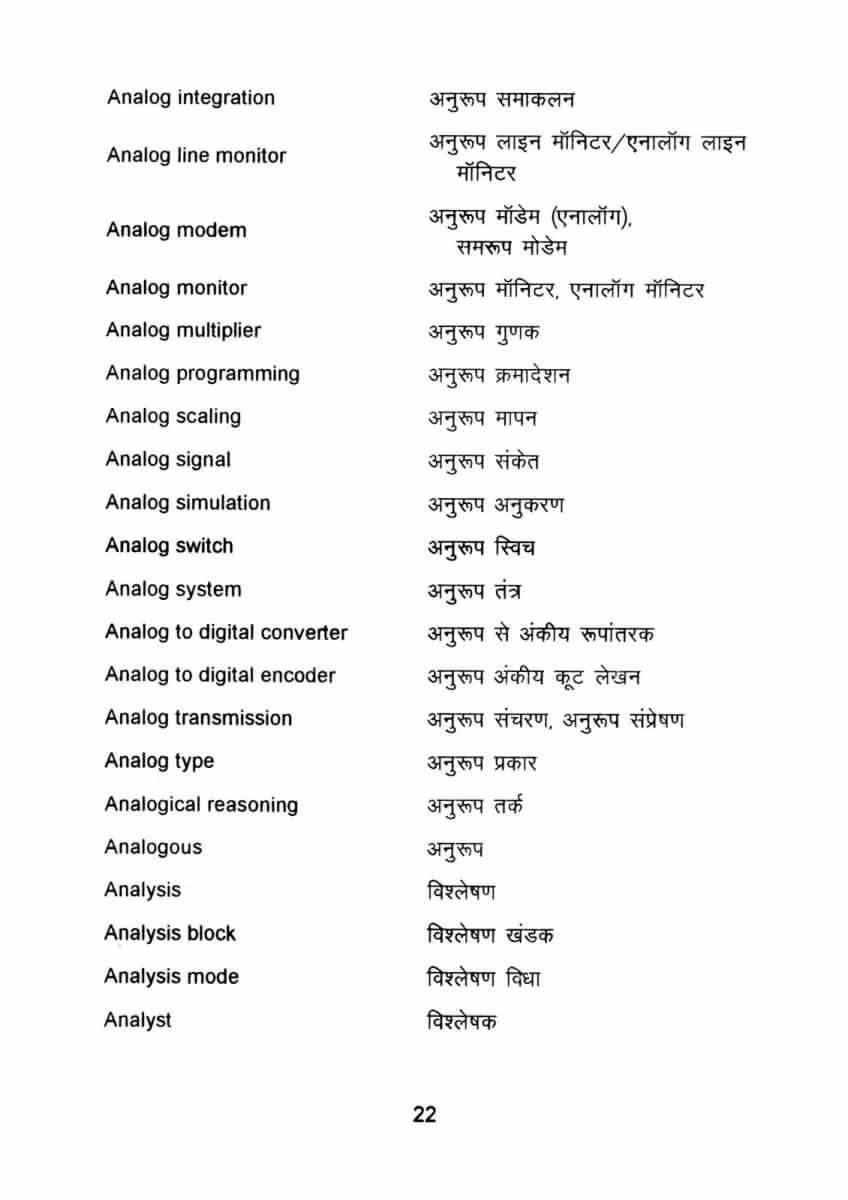 Analog integration अनुरूप समाकलन
Analog line monitor अनुरूप लाइन मॉनिटर/एनालॉग लाइन
मॉनिटर
Analog modem अनुरूप मॉडेम (एनालॉग),
समरूप मोडेम
Analog monitor अनुरूप मॉनिटर, एनालॉग मॉनिटर
Analog multiplier अनुरूप गुणक
Analog programming अनुरूप क्रमादेशन
Analog scaling अनुरूप मापन
Analog signal अनुरूप संकेत
Analog simulation अनुरूप अनुकरण
Analog switch अनुरूप स्विच
Analog system अनुरूप तंत्र
Analog to digital converter अनुरूप से अंकीय रूपांतरक
Analog to digital encoder अनुरूप अंकीय कूट लेखन
Analog transmission अनुरूप संचरण, अनुरूप संप्रेषण
Analog type अनुरूप प्रकार
Analogical reasoning अनुरूप तर्क
Analogous अनुरूप
Analysis विश्लेषण
Analysis block विश्लेषण खंडक
Analysis mode विश्लेषण विधा
Analyst विश्लेषक
22